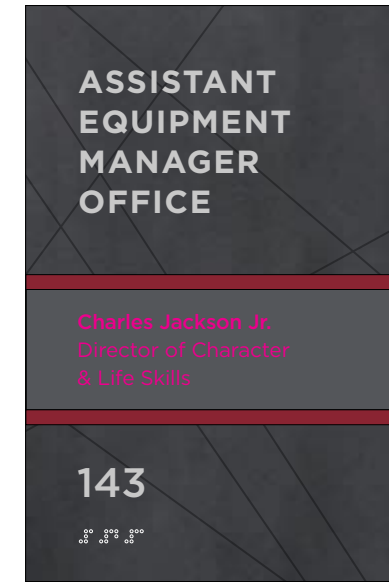 ASSISTANT
EQUIPMENT
MANAGER
OFFICE
Charles Jackson Jr.
Director of Character
& Life Skills
143